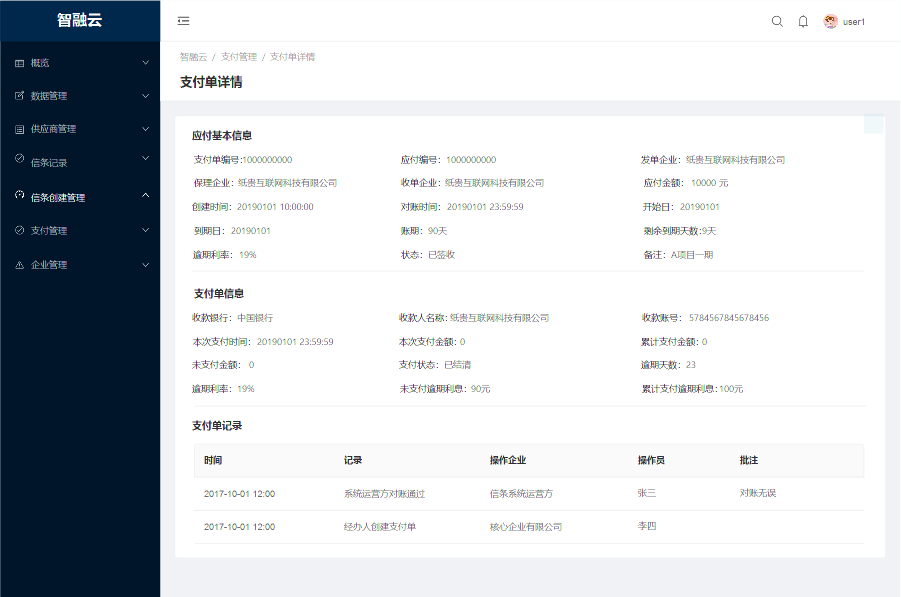 智融云
user1
概览
数据管理
供应商管理
信条记录
信条创建管理
支付管理
企业管理
智融云 / 支付管理 / 支付单详情
支付单详情
应付基本信息
支付单编号:1000000000 应付编号：1000000000 发单企业：纸贵互联网科技有限公司
保理企业：纸贵互联网科技有限公司 收单企业：纸贵互联网科技有限公司 应付金额： 10000 元
创建时间：20190101 10:00:00 对账时间：20190101 23:59:59 开始日：20190101
到期日：20190101 账期：90天 剩余到期天数:9天
逾期利率：19% 状态：已签收 备注：A项目一期
支付单信息
收款银行：中国银行 收款人名称：纸贵互联网科技有限公司 收款账号： 5784567845678456
本次支付时间：20190101 23:59:59 本次支付金额：0 累计支付金额：0
未支付金额： 0 支付状态：已结清 逾期天数：23
逾期利率：19% 未支付逾期利息：90元 累计支付逾期利息：100元
支付单记录
时间 记录 操作企业 操作员 批注
2017-10-01 12:00 系统运营方对账通过 信条系统运营方 张三 对账无误
2017-10-01 12:00 经办人创建支付单 核心企业有限公司 李四